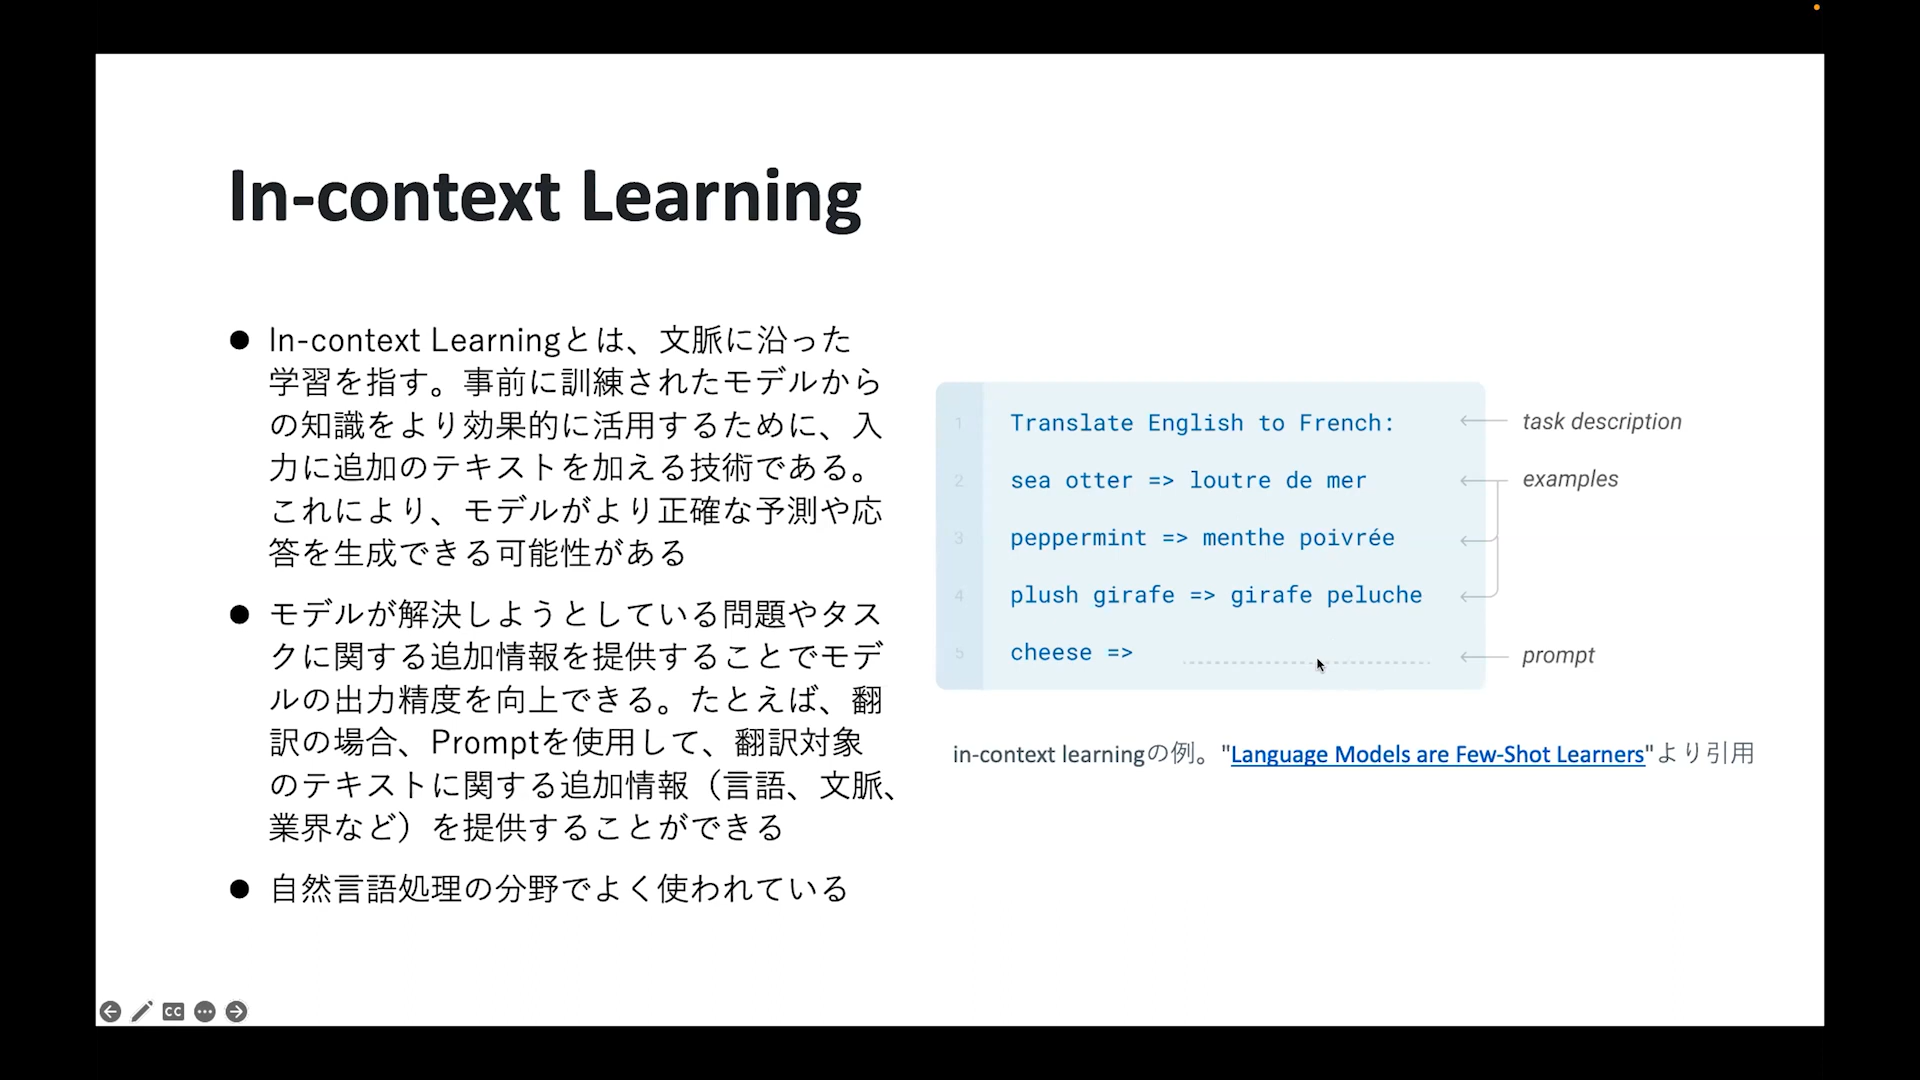 In-context Learning
● In-context Learningとは、文脈に沿った
学習を指す。事前に訓練されたモデルから
の知識をより効果的に活用するために、入
力に追加のテキストを加える技術である。
これにより、モデルがより正確な予測や応
答を生成できる可能性がある
● モデルが解決しようとしている問題やタス
クに関する追加情報を提供することでモデ
ルの出力精度を向上できる。たとえば、翻
訳の場合、Promptを使用して、翻訳対象
のテキストに関する追加情報（言語、文脈、
業界など）を提供することができる
● 自然言語処理の分野でよく使われている
1 Translate English to French: task description
2 sea otter => loutre de mer examples
3 peppermint => menthe poivrée
4 plush girafe => girafe peluche
5 cheese => prompt
in-context learningの例。"Language Models are Few-Shot Learners"より引用
CC